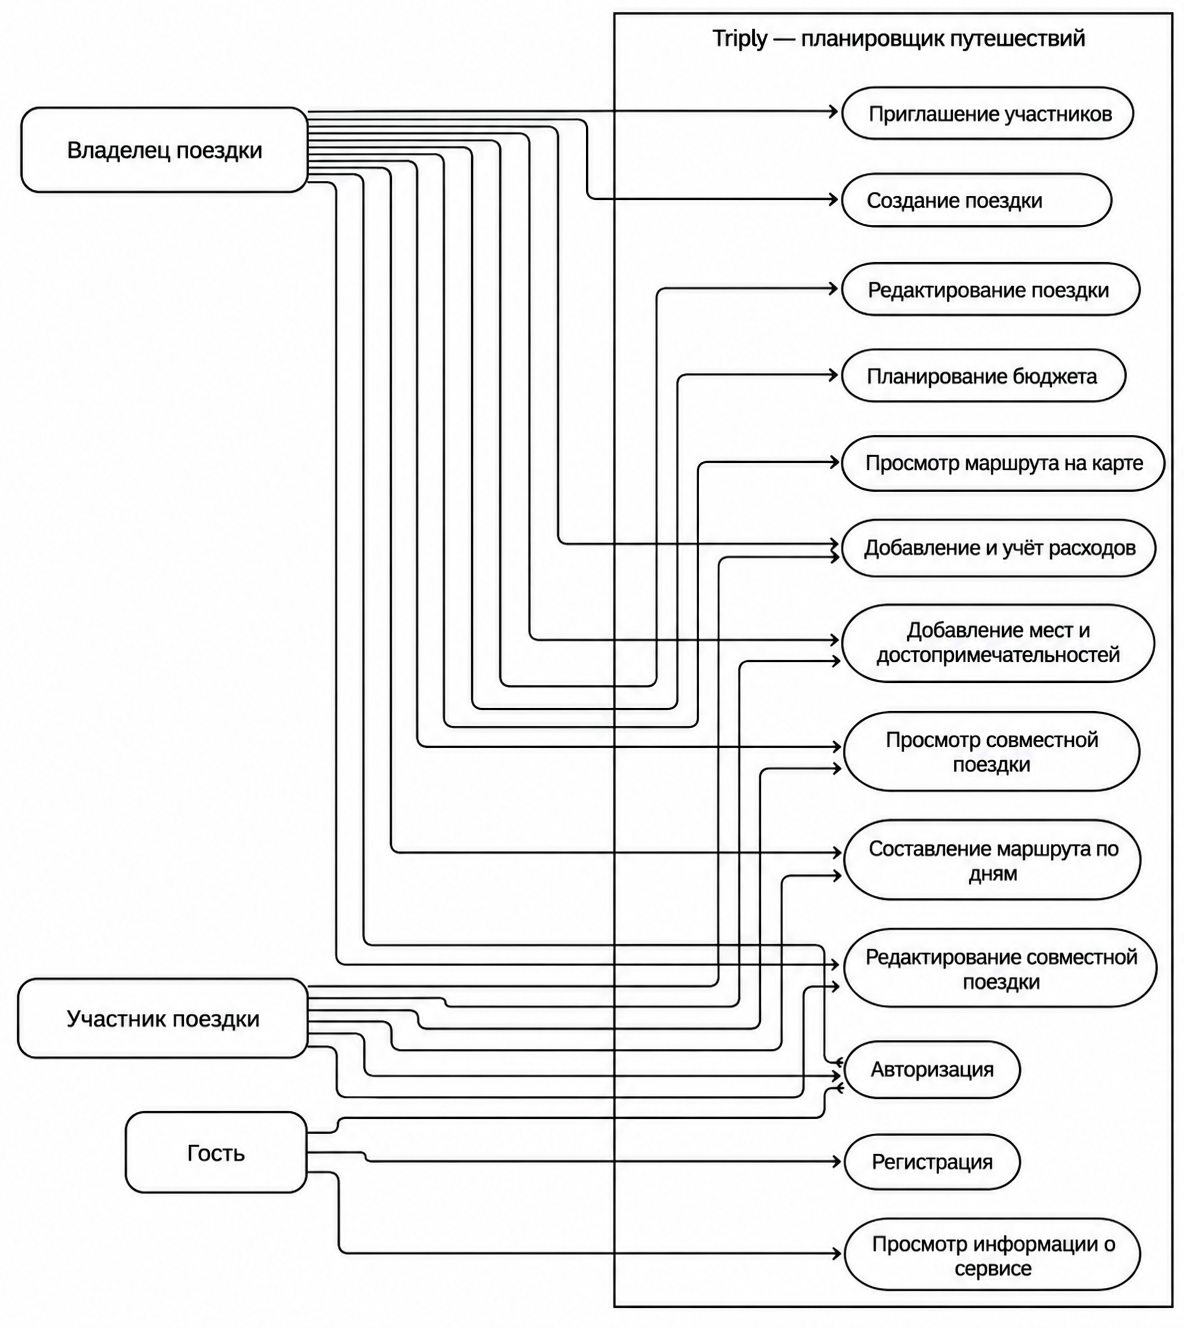 Triply — планировщик путешествий
Владелец поездки
Приглашение участников
Создание поездки
Редактирование поездки
Планирование бюджета
Просмотр маршрута на карте
Добавление и учёт расходов
Добавление мест и
достопримечательностей
Просмотр совместной
поездки
Составление маршрута по
дням
Редактирование совместной
поездки
Участник поездки
Авторизация
Гость
Регистрация
Просмотр информации о
сервисе